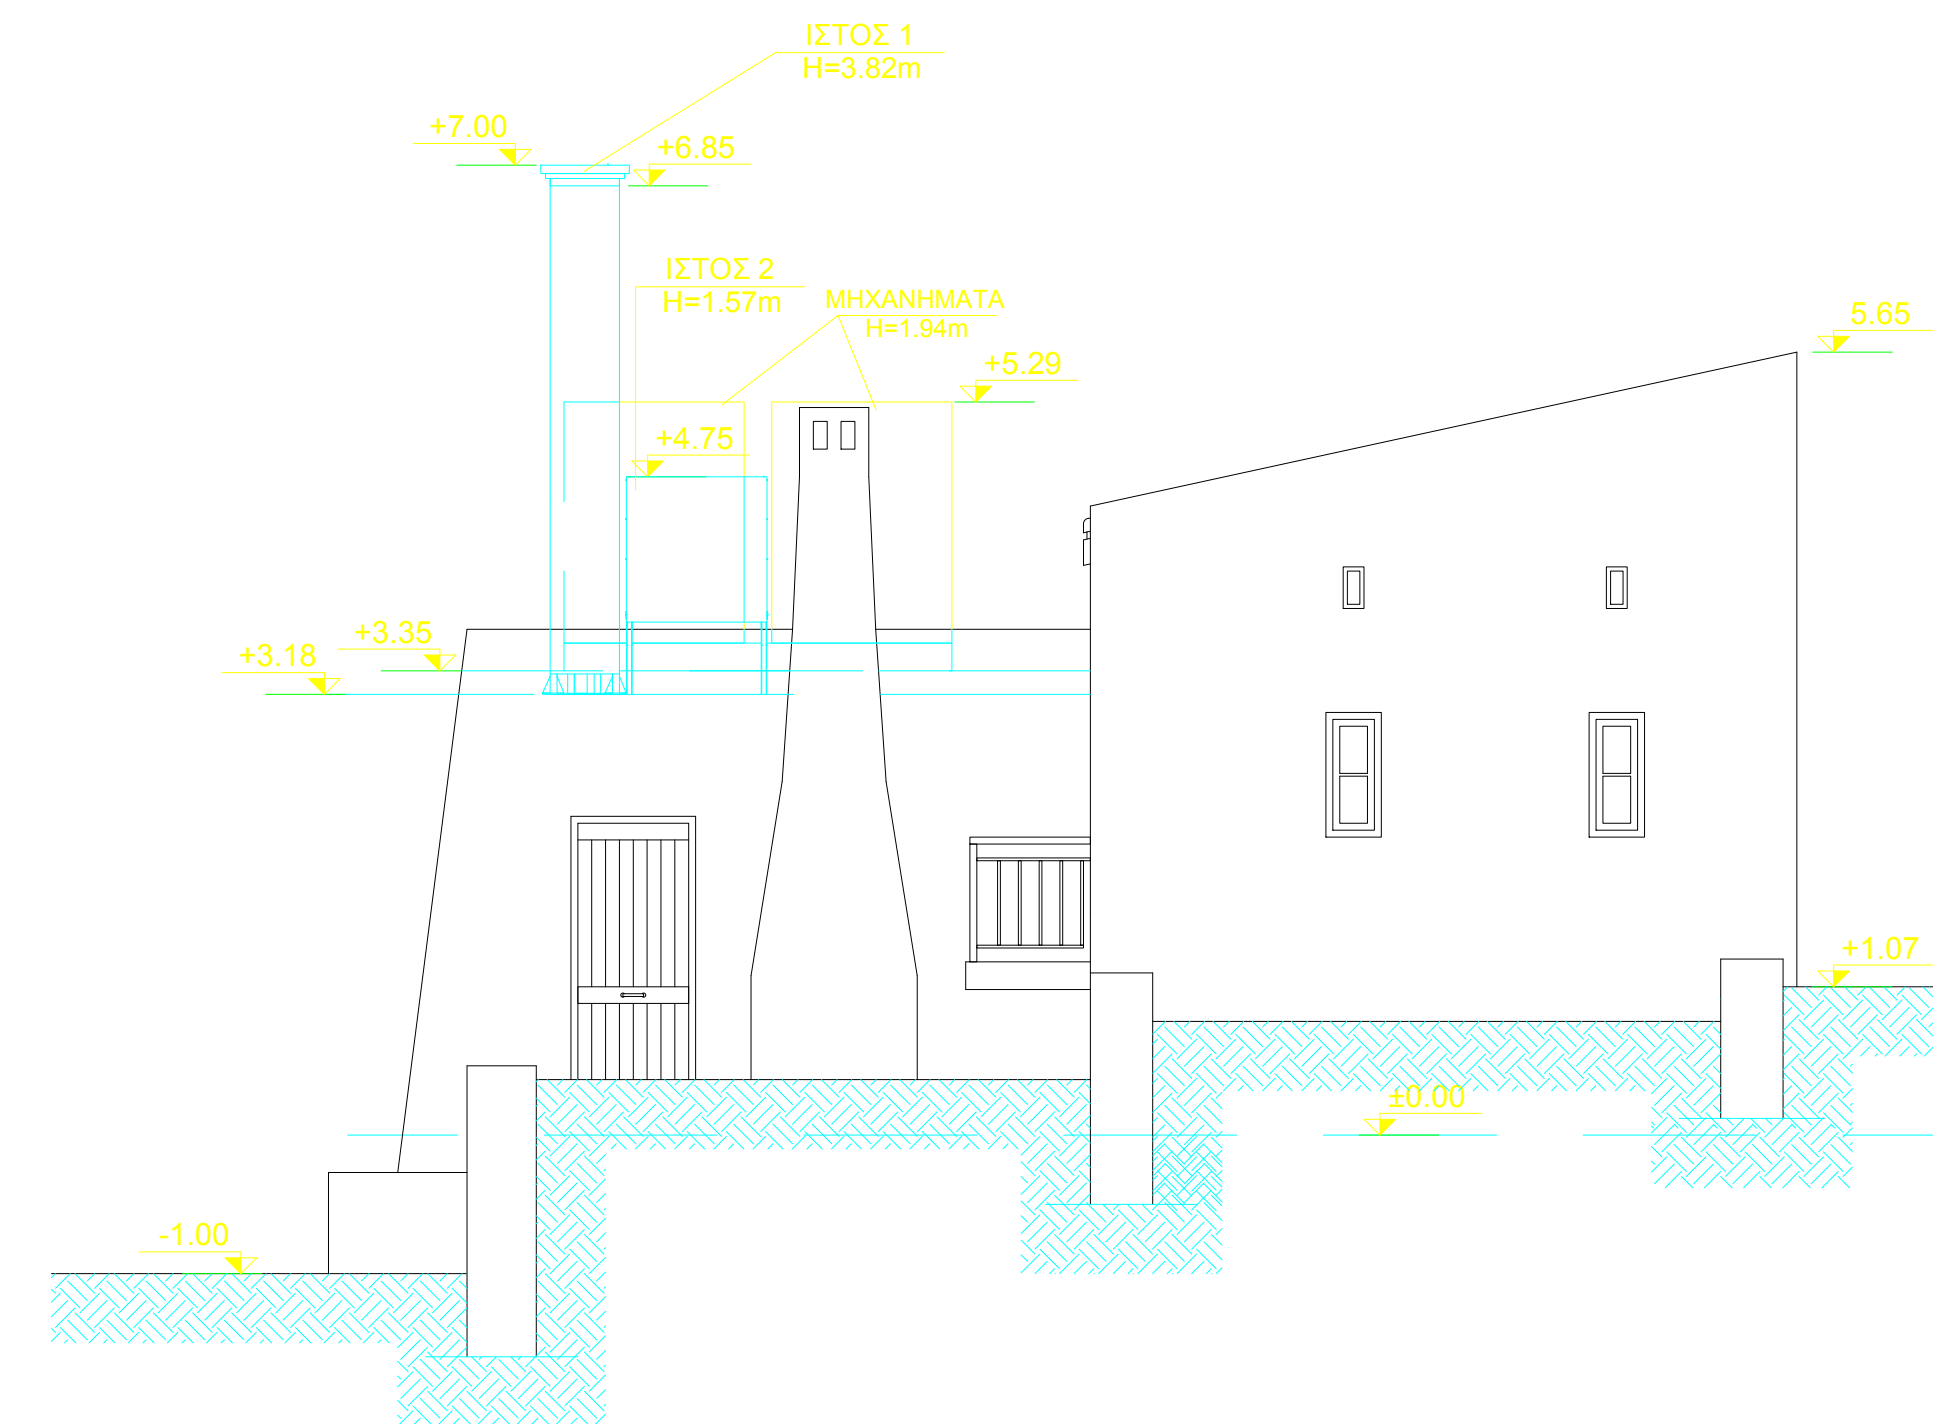 ΙΣΤΟΣ 1
H=3.82m
+7.00
+6.85
ΙΣΤΟΣ 2
H=1.57m
ΜΗΧΑΝΗΜΑΤΑ
H=1.94m
5.65
+5.29
+4.75
+3.35
+3.18
+1.07
±0.00
-1.00